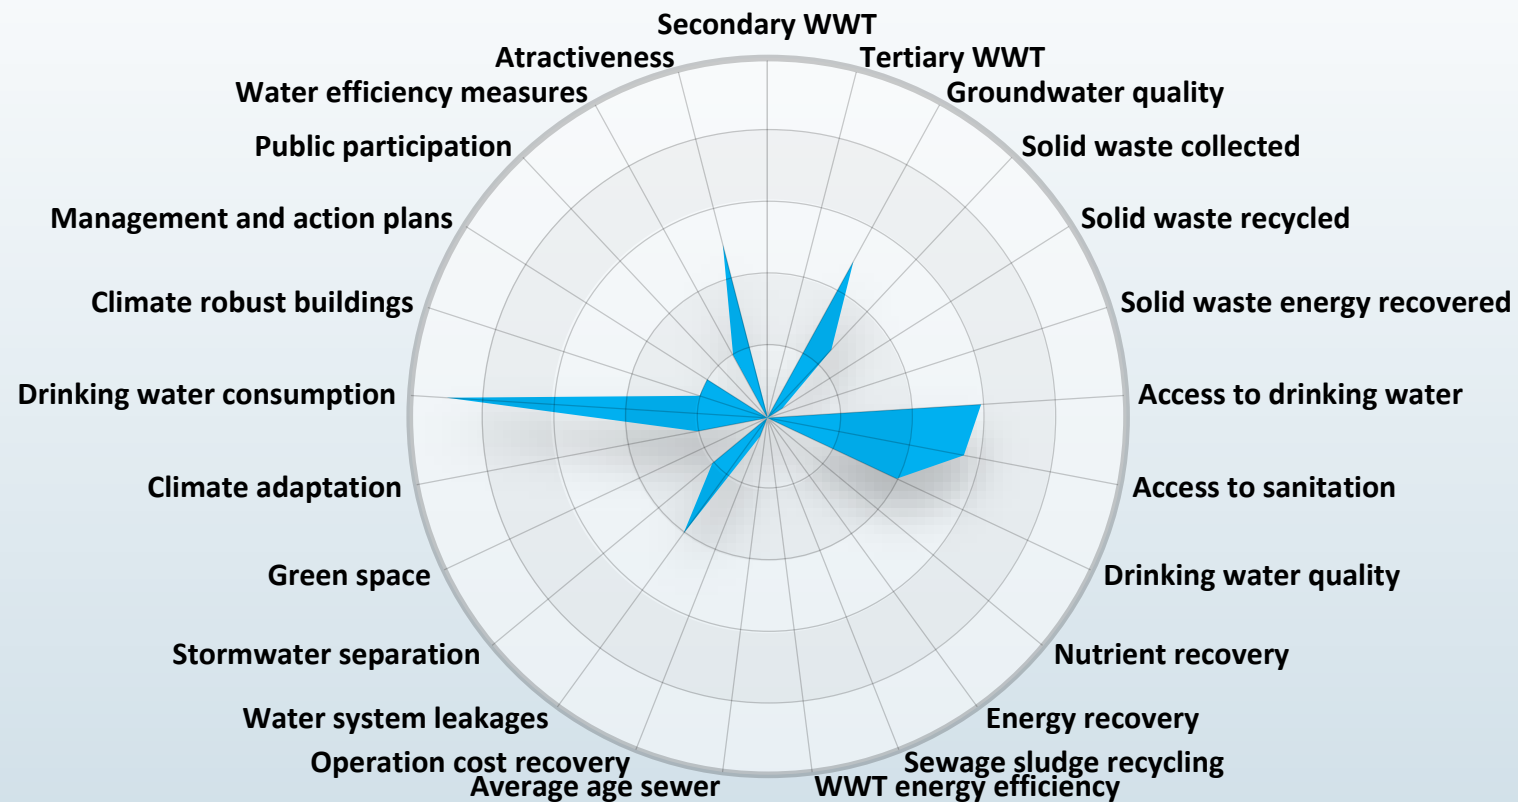 Secondary WWT
Tertiary WWT
Groundwater quality
Solid waste collected
Solid waste recycled
Solid waste energy recovered
Access to drinking water
Access to sanitation
Drinking water quality
Nutrient recovery
Energy recovery
Sewage sludge recycling
WWT energy efficiency
Average age sewer
Operation cost recovery
Water system leakages
Stormwater separation
Green space
Climate adaptation
Drinking water consumption
Climate robust buildings
Management and action plans
Public participation
Water efficiency measures
Atractiveness